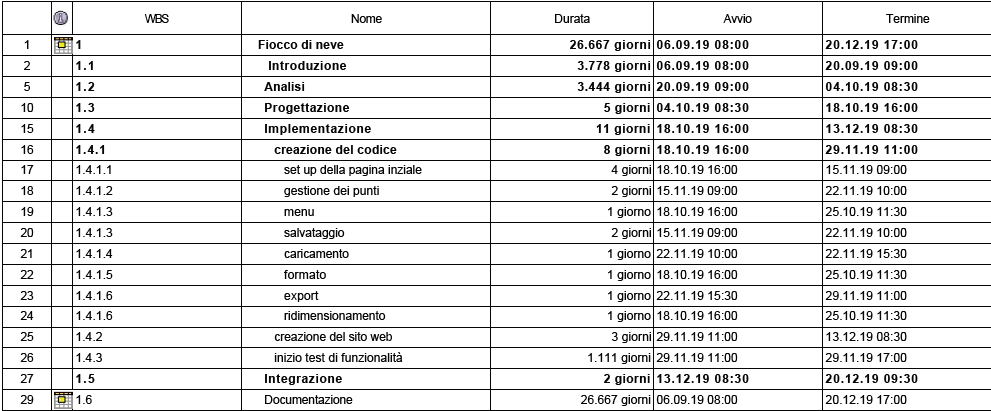 WBS Nome Durata Avvio Termine
1 1 Fiocco di neve 26.667 giorni 06.09.19 08:00 20.12.19 17:00
2 1.1 Introduzione 3.778 giorni 06.09.19 08:00 20.09.19 09:00
5 1.2 Analisi 3.444 giorni 20.09.19 09:00 04.10.19 08:30
10 1.3 Progettazione 5 giorni 04.10.19 08:30 18.10.19 16:00
15 1.4 Implementazione 11 giorni 18.10.19 16:00 13.12.19 08:30
16 1.4.1 creazione del codice 8 giorni 18.10.19 16:00 29.11.19 11:00
17 1.4.1.1 set up della pagina inziale 4 giorni 18.10.19 16:00 15.11.19 09:00
18 1.4.1.2 gestione dei punti 2 giorni 15.11.19 09:00 22.11.19 10:00
19 1.4.1.3 menu 1 giorno 18.10.19 16:00 25.10.19 11:30
20 1.4.1.3 salvataggio 2 giorni 15.11.19 09:00 22.11.19 10:00
21 1.4.1.4 caricamento 1 giorno 22.11.19 10:00 22.11.19 15:30
22 1.4.1.5 formato 1 giorno 18.10.19 16:00 25.10.19 11:30
23 1.4.1.6 export 1 giorno 22.11.19 15:30 29.11.19 11:00
24 1.4.1.6 ridimensionamento 1 giorno 18.10.19 16:00 25.10.19 11:30
25 1.4.2 creazione del sito web 3 giorni 29.11.19 11:00 13.12.19 08:30
26 1.4.3 inizio test di funzionalità 1.111 giorni 29.11.19 11:00 29.11.19 17:00
27 1.5 Integrazione 2 giorni 13.12.19 08:30 20.12.19 09:30
29 1.6 Documentazione 26.667 giorni 06.09.19 08:00 20.12.19 17:00